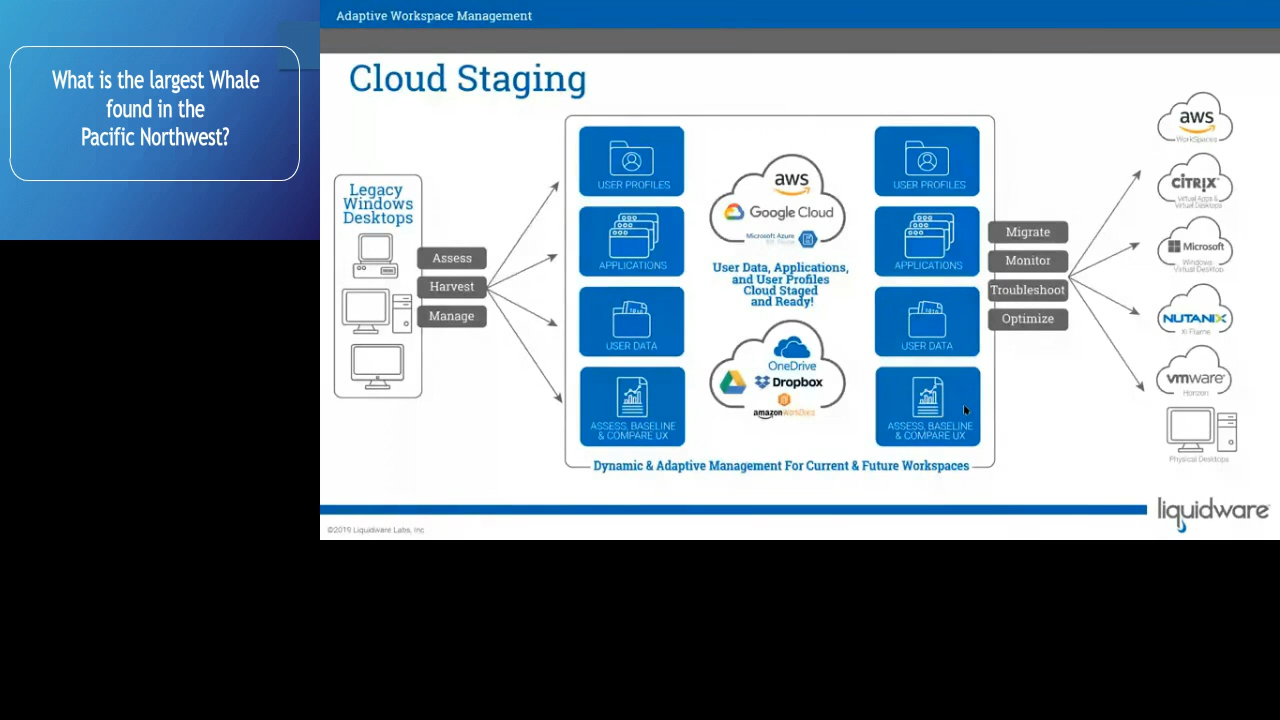 What is the largest Whale
found in the
Pacific Northwest?
Adaptive Workspace Management
Cloud Staging
Legacy
Windows
Desktops
Assess
Harvest
Manage
USER PROFILES
APPLICATIONS
USER DATA
ASSESS, BASELINE
& COMPARE UX
aws
Google Cloud
Microsoft Azure
User Data, Applications,
and User Profiles
Cloud Staged
and Ready!
OneDrive
Dropbox
amazon WorkDocs
USER PROFILES
APPLICATIONS
USER DATA
ASSESS, BASELINE
& COMPARE UX
Dynamic & Adaptive Management For Current & Future Workspaces
Migrate
Monitor
Troubleshoot
Optimize
aws
WorkSpaces
CITRIX
Virtual Apps &
Virtual Desktops
Microsoft
Windows
Virtual Desktop
NUTANIX
Xi Frame
vmware
Horizon
Physical Desktops
©2019 Liquidware Labs, Inc
liquidware